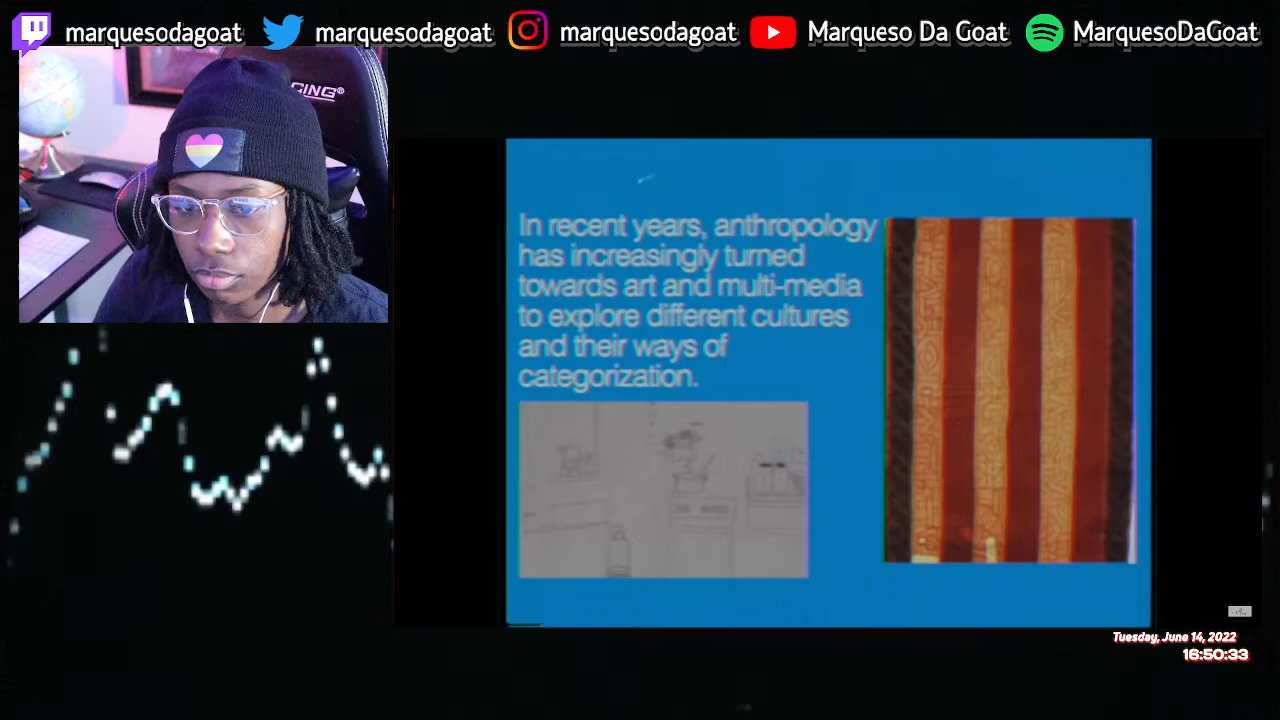 marquesodagoat
marquesodagoat
marquesodagoat
Marqueso Da Goat
MarquesoDaGoat
In recent years, anthropology
has increasingly turned
towards art and multi-media
to explore different cultures
and their ways of
categorization.
Tuesday, June 14, 2022
16:50:33